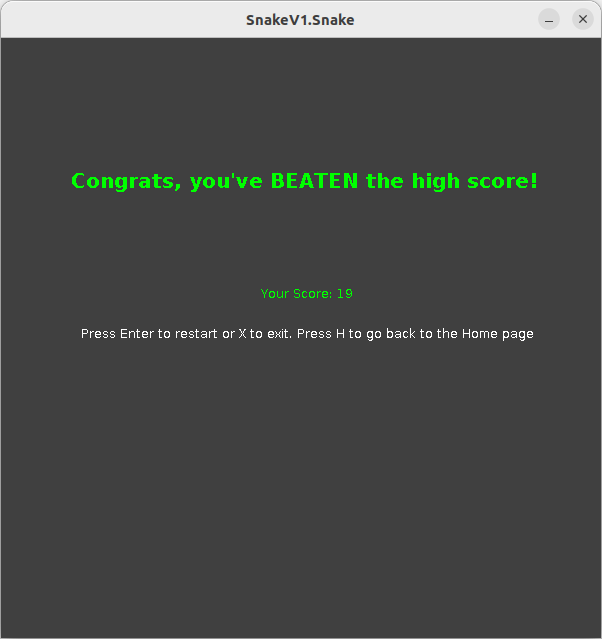 SnakeV1.Snake
Congrats, you've BEATEN the high score!
Your Score: 19
Press Enter to restart or X to exit. Press H to go back to the Home page